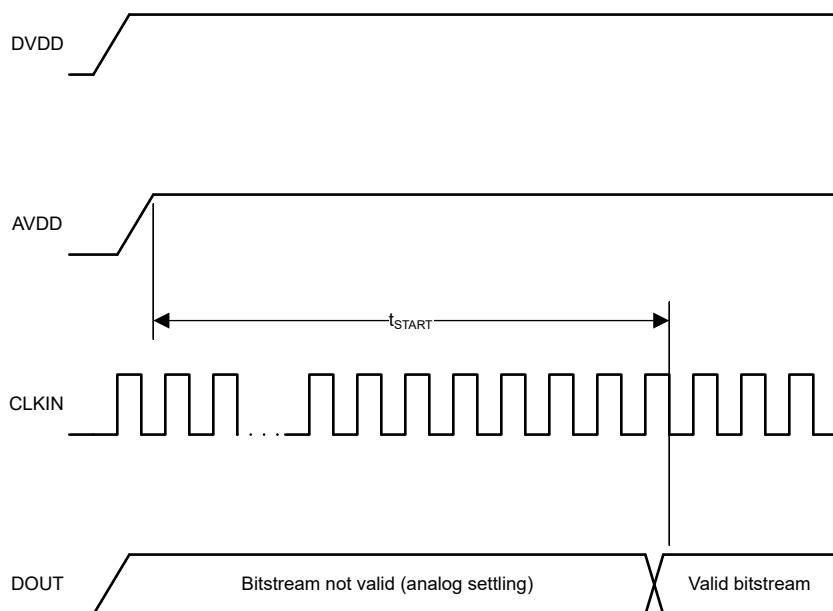 DVDD
AVDD
tSTART
CLKIN
. . .
DOUT
Bitstream not valid (analog settling)
Valid bitstream